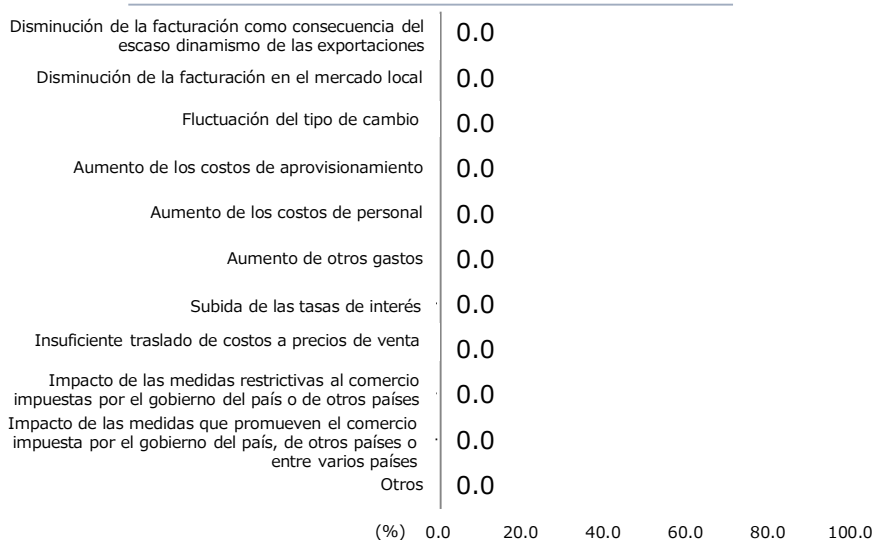 Disminución de la facturación como consecuencia del
escaso dinamismo de las exportaciones
0.0
Disminución de la facturación en el mercado local
0.0
Fluctuación del tipo de cambio
0.0
Aumento de los costos de aprovisionamiento
0.0
Aumento de los costos de personal
0.0
Aumento de otros gastos
0.0
Subida de las tasas de interés
0.0
Insuficiente traslado de costos a precios de venta
0.0
Impacto de las medidas restrictivas al comercio
impuestas por el gobierno del país o de otros países
0.0
Impacto de las medidas que promueven el comercio
impuesta por el gobierno del país, de otros países o
entre varios países
0.0
Otros
0.0
(%) 0.0 20.0 40.0 60.0 80.0 100.0